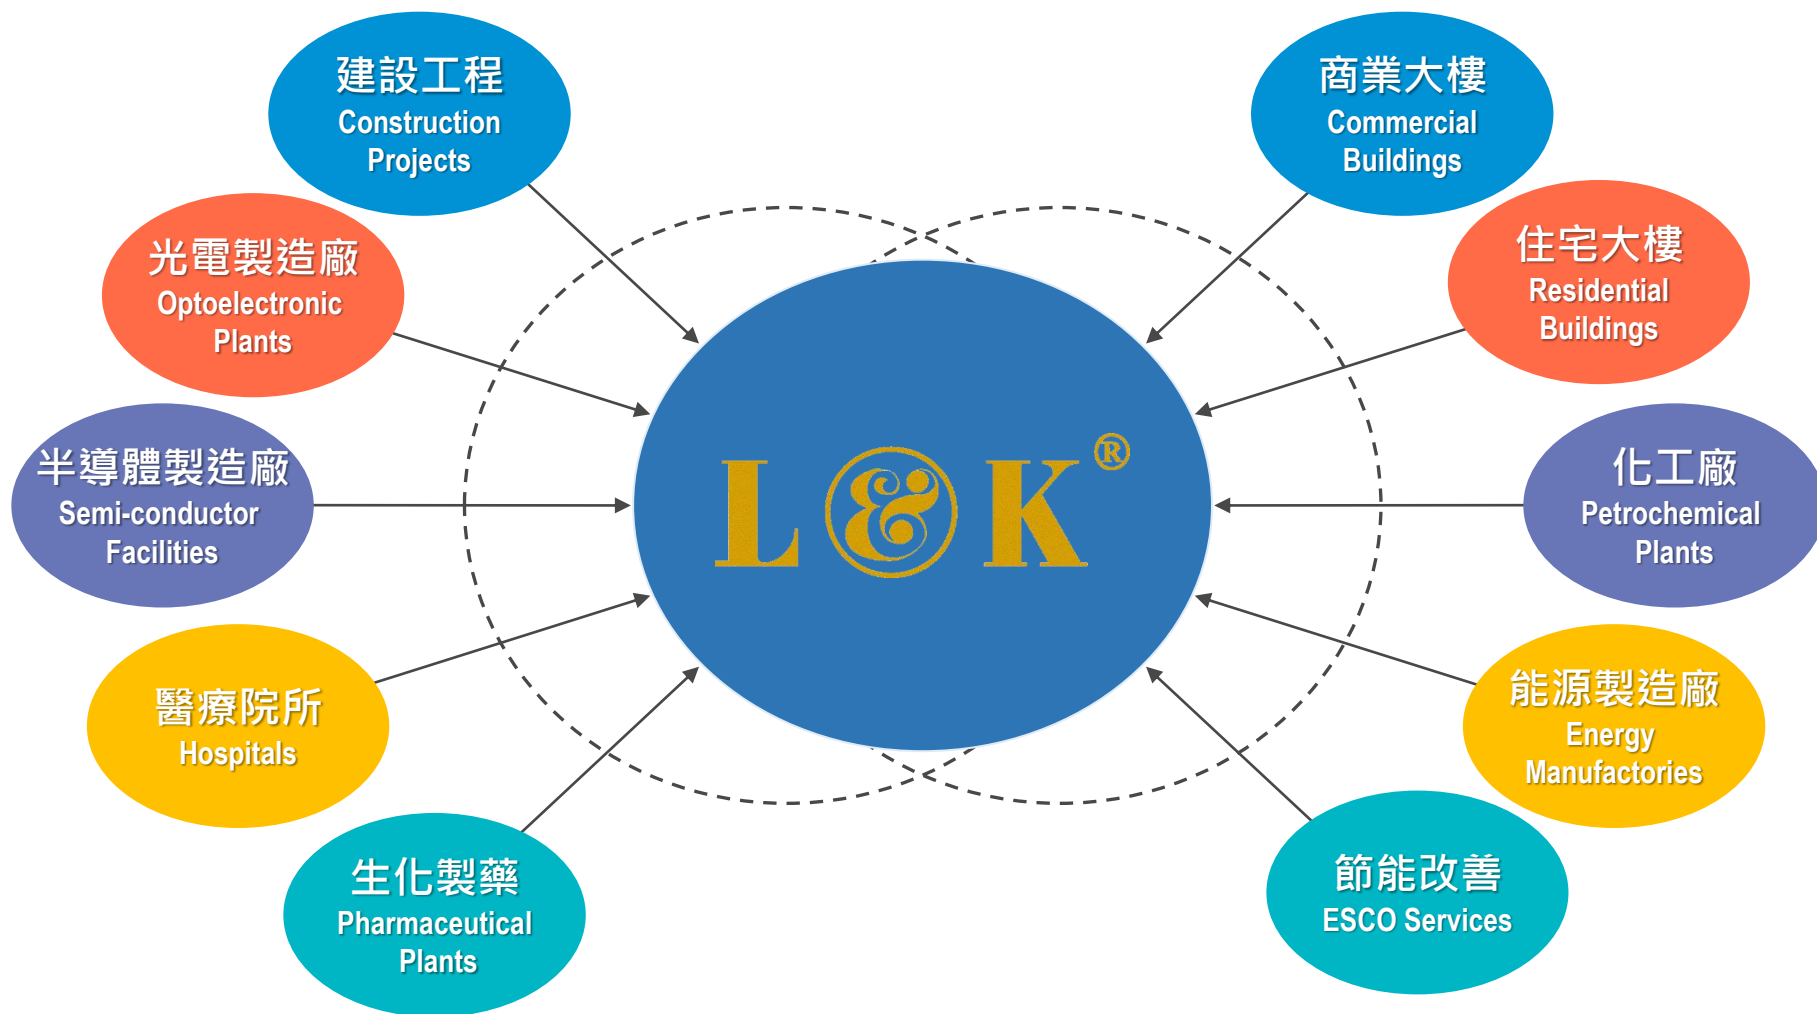 建設工程
Construction
Projects
光電製造廠
Optoelectronic
Plants
半導體製造廠
Semi-conductor
Facilities
醫療院所
Hospitals
生化製藥
Pharmaceutical
Plants
L&K®
商業大樓
Commercial
Buildings
住宅大樓
Residential
Buildings
化工廠
Petrochemical
Plants
能源製造廠
Energy
Manufactories
節能改善
ESCO Services